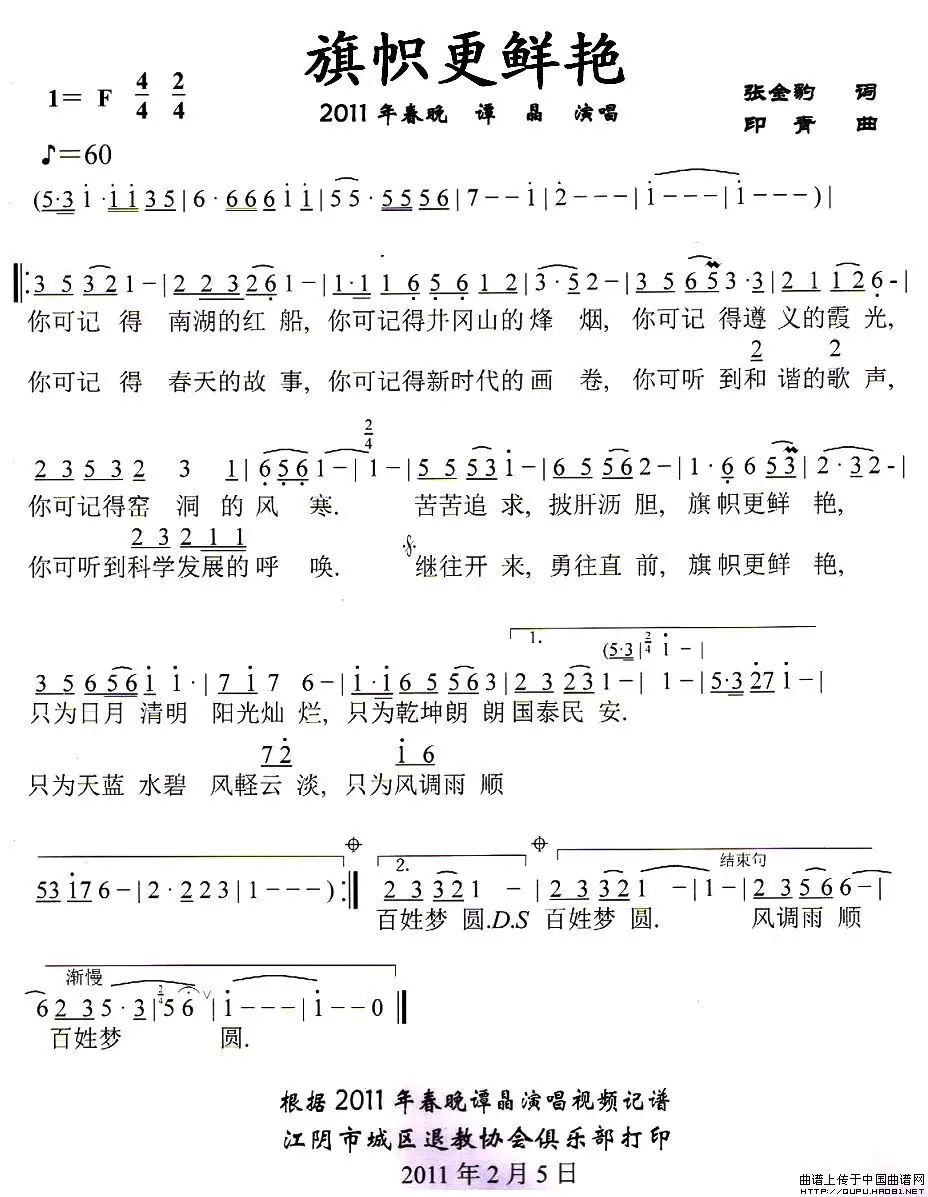 旗帜更鲜艳
1= F 4/4 2/4
2011年春晚 谭 晶 演唱
张金豹 词
印 青 曲
♪=60
(5·3 i·i i 3 5|6·6 6 6 i i|5 5·5 5 5 6|7--i|2---|i---|i---)|
3 5 3 2 1-|2 2 3 2 6 1-|1·1 1 6 5 6 1 2|3·5 2-|3 5 6 5 3·3|2 1 1 2 6-|
你可记 得 南湖的红 船, 你可记得井冈山的烽 烟, 你可记 得遵 义的霞 光,
2 2
你可记 得 春天的故 事, 你可记得新时代的画 卷, 你可听 到和 谐的歌 声,
2/4
2 3 5 3 2 3 1|6 5 6 1-|1-|5 5 5 3 i-|6 5 5 6 2-|1·6 6 5 3|2·3 2-|
你可记得窑 洞 的 风 寒. 苦苦追 求, 披肝沥 胆, 旗帜更鲜 艳,
2 3 2 1 1
你可听到科学发展的呼 唤. 继往开 来, 勇往直 前, 旗帜更鲜 艳,
1.
(5·3|2/4 i-|
3 5 6 5 6 i i·|7 i 7 6-|i·i 6 5 5 6 3|2 3 2 3 1-|1-|5·3 2 7 i-|
只为日月 清明 阳光灿 烂, 只为乾坤朗 朗国泰民 安.
7 2 i 6
只为天蓝 水碧 风轻云 淡, 只为风调雨 顺
2. 结束句
5 3 i 7 6-|2·2 2 3|1---):‖2 3 3 2 1 -|2 3 3 2 1-|1-|2 3 5 6 6-|
百姓梦 圆.D.S 百姓梦 圆. 风调雨 顺
渐慢
6 2 3 5·3|2/4 5 6 ∨|i---|i--0‖
百姓梦 圆.
根据2011年春晚谭晶演唱视频记谱
江阴市城区退教协会俱乐部打印
2011年2月5日
曲谱上传于中国曲谱网
HTTP://QUPU.HAO81.NET